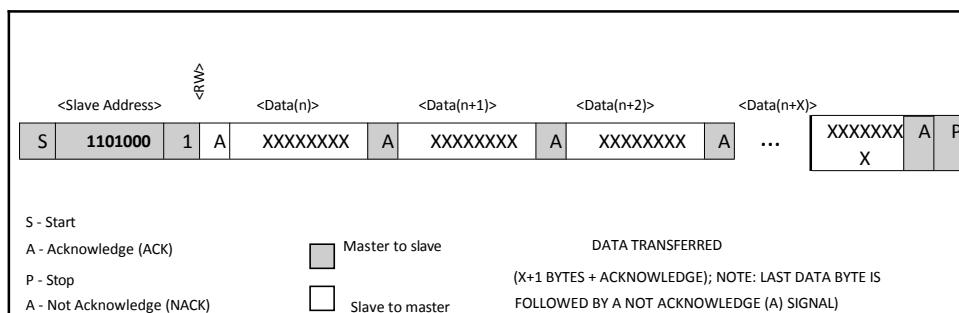 <RW>
<Slave Address> <Data(n)> <Data(n+1)> <Data(n+2)> <Data(n+X)>
S 1101000 1 A XXXXXXXX A XXXXXXXX A XXXXXXXX A ... XXXXXXX A P
X
S - Start
A - Acknowledge (ACK)
P - Stop
A - Not Acknowledge (NACK)
Master to slave
Slave to master
DATA TRANSFERRED
(X+1 BYTES + ACKNOWLEDGE); NOTE: LAST DATA BYTE IS
FOLLOWED BY A NOT ACKNOWLEDGE (A) SIGNAL)